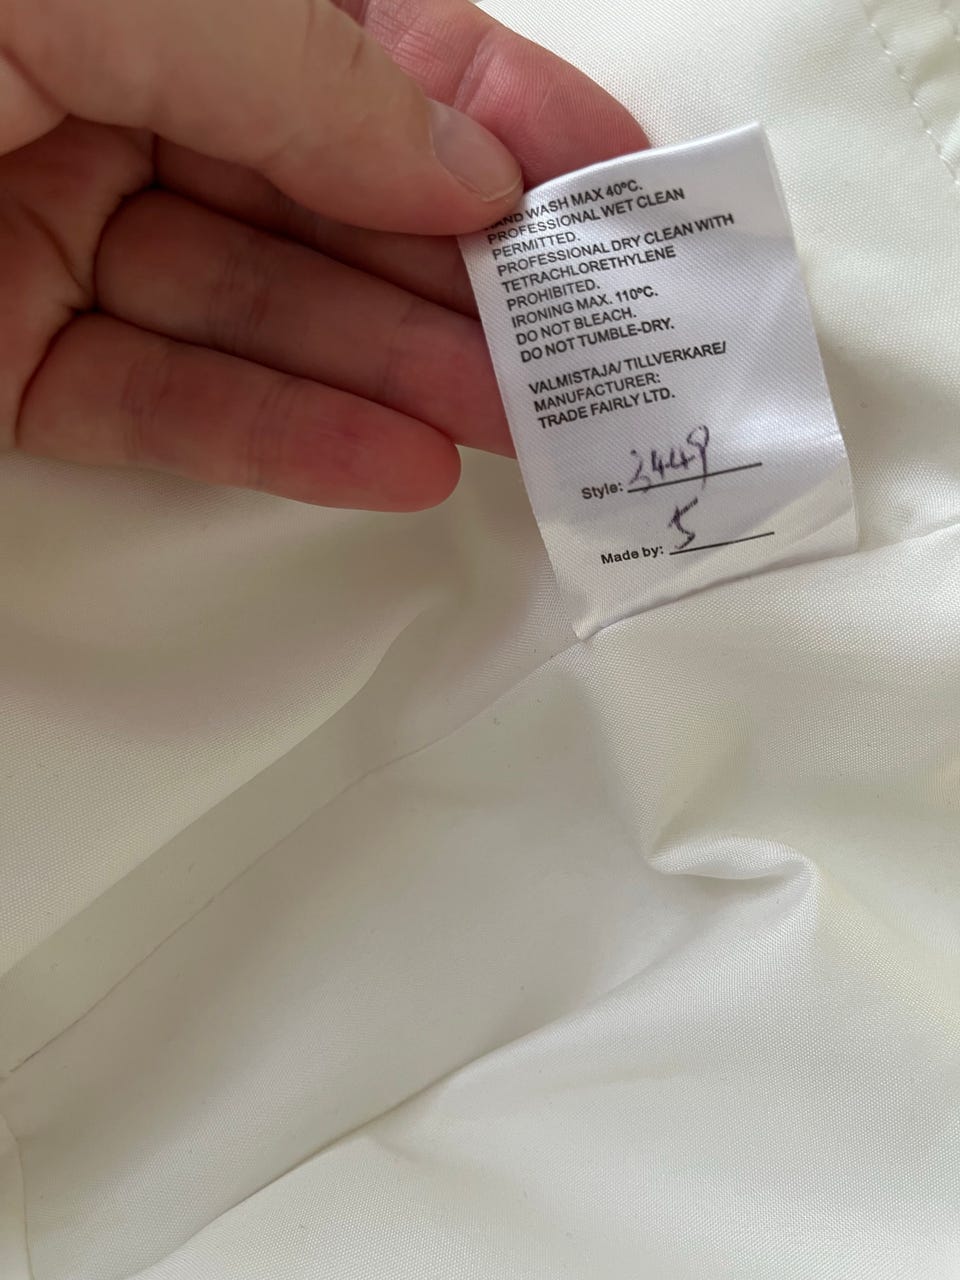 HAND WASH MAX 40ºC.
PROFESSIONAL WET CLEAN
PERMITTED.
PROFESSIONAL DRY CLEAN WITH
TETRACHLORETHYLENE
PROHIBITED.
IRONING MAX. 110ºC.
DO NOT BLEACH.
DO NOT TUMBLE-DRY.
VALMISTAJA/ TILLVERKARE/
MANUFACTURER:
TRADE FAIRLY LTD.
Style:
Made by: 5